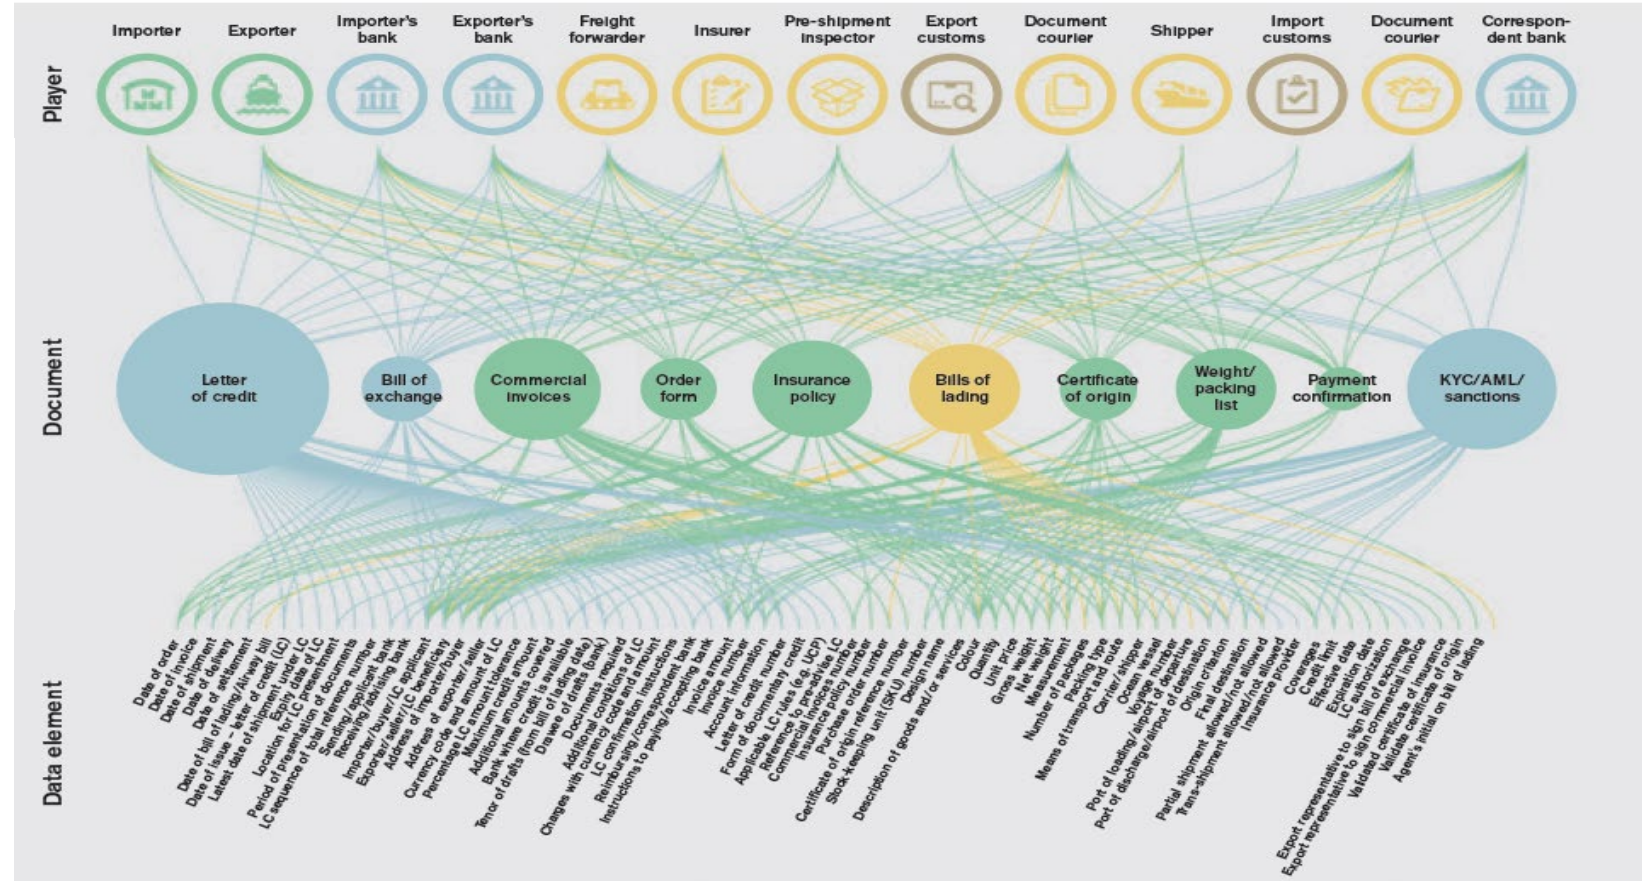 Player
Importer
Exporter
Importer's
bank
Exporter's
bank
Freight
forwarder
Insurer
Pre-shipment
inspector
Export
customs
Document
courier
Shipper
Import
customs
Document
courier
Correspon-
dent bank
Document
Letter
of credit
Bill of
exchange
Commercial
invoices
Order
form
Insurance
policy
Bills of
lading
Certificate
of origin
Weight/
packing
list
Payment
confirmation
KYC/AML/
sanctions
Data element
Date of order
Date of invoice
Date of shipment
Date of delivery
Date of settlement
Date of bill of lading/Airway bill
Date of issue – letter of credit (LC)
Latest date of shipment under LC
Expiry date of LC
Location for LC presentment
Period of presentation of documents
LC sequence of total reference number
Sending/applicant bank
Receiving/advising bank
Importer/buyer/LC applicant
Exporter/seller/LC beneficiary
Address of importer/buyer
Address of exporter/seller
Currency code and amount of LC
Percentage LC amount tolerance
Maximum credit amount
Additional amounts covered
Bank where credit is available
Tenor of drafts (from bill of lading date)
Drawee of drafts (bank)
Documents required
Additional conditions of LC
Charges with currency code and amount
LC confirmation instructions
Reimbursing/correspondent bank
Instructions to paying/accepting bank
Invoice amount
Invoice number
Account information
Letter of credit number
Form of documentary credit
Applicable LC rules (e.g. UCP)
Reference to pre-advise LC
Commercial invoices number
Insurance policy number
Purchase order number
Certificate of origin reference number
Stock-keeping unit (SKU) number
Design name
Description of goods and/or services
Colour
Quantity
Unit price
Gross weight
Net weight
Measurement
Number of packages
Packing type
Means of transport and route
Carrier/shipper
Ocean vessel
Voyage number
Port of loading/airport of departure
Port of discharge/airport of destination
Origin criterion
Final destination
Partial shipment allowed/not allowed
Trans-shipment allowed/not allowed
Insurance provider
Coverages
Credit limit
Effective date
Expiration date
LC authorization
Export representative to sign bill of exchange
Export representative to sign commercial invoice
Validated certificate of insurance
Validate certificate of origin
Agent's initial on bill of lading